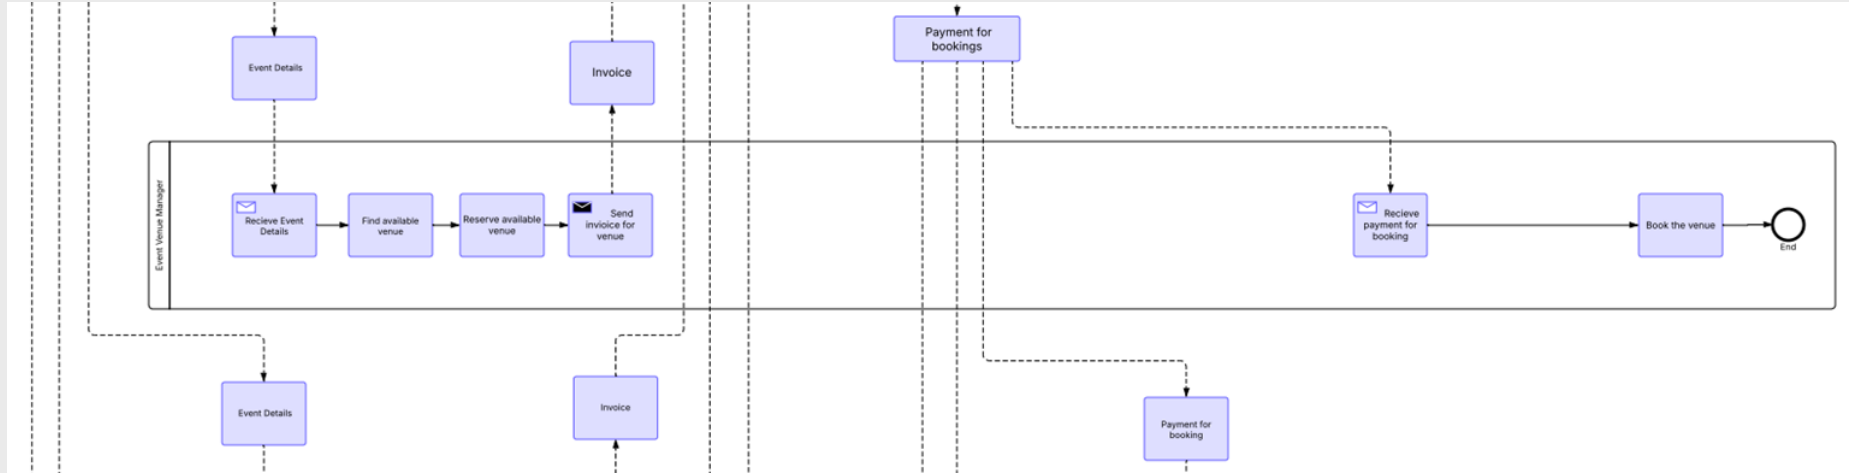 Payment for
bookings
Event Details
Invoice
Event Venue Manager
Recieve Event
Details
Find available
venue
Reserve available
venue
Send
invioice for
venue
Recieve
payment for
booking
Book the venue
End
Event Details
Invoice
Payment for
booking